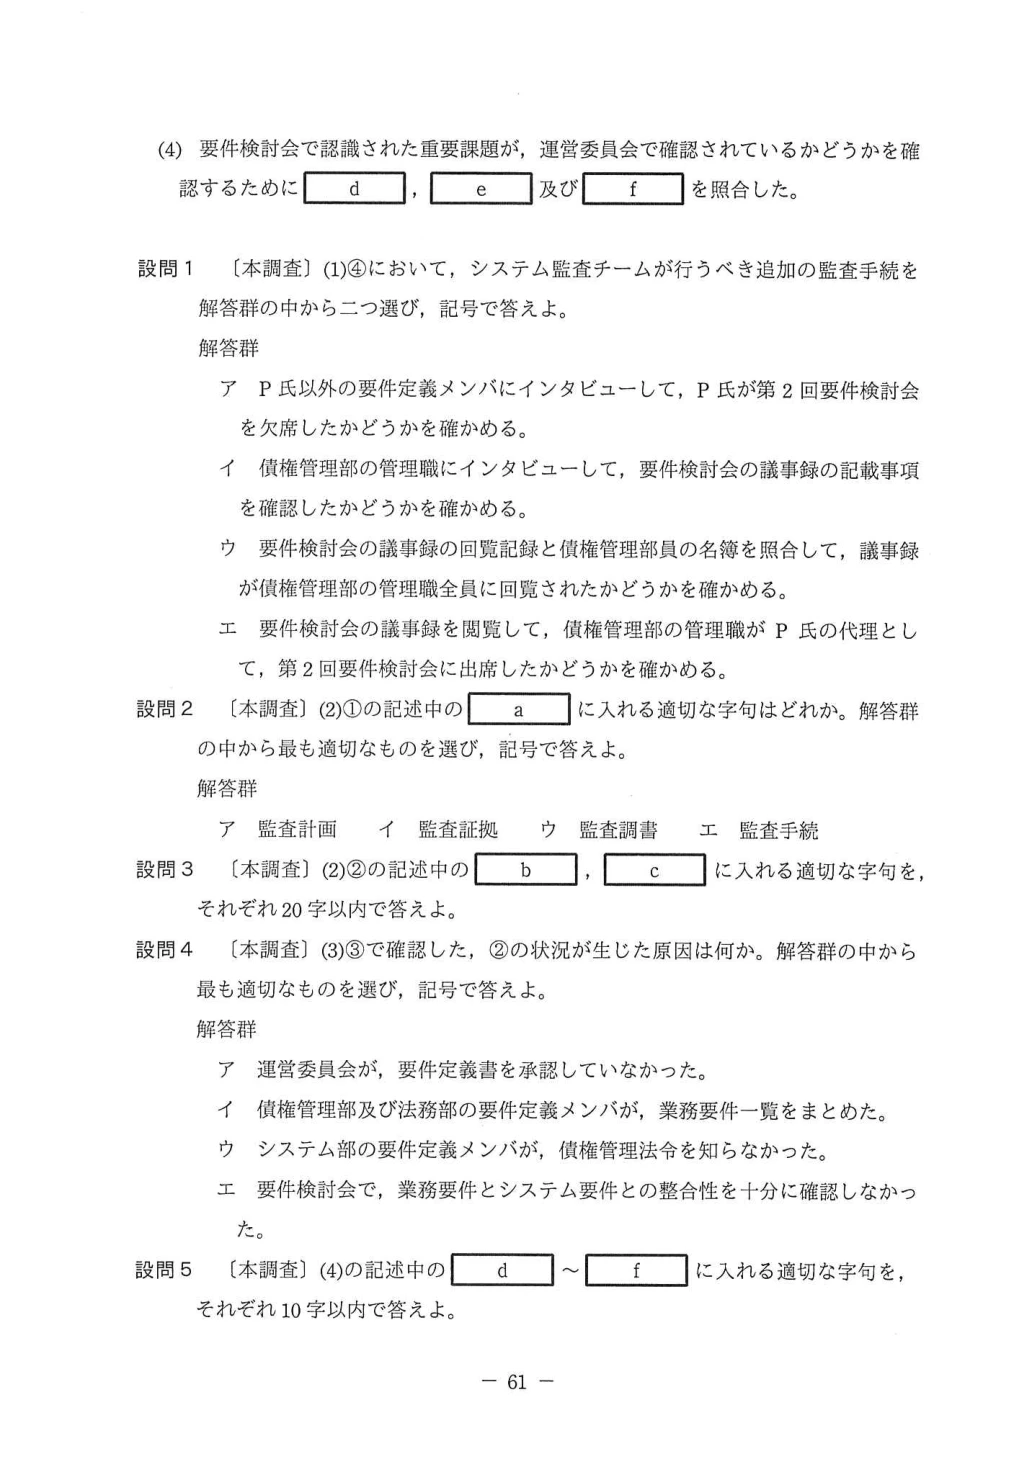 (4) 要件検討会で認識された重要課題が，運営委員会で確認されているかどうかを確
認するために d ， e 及び f を照合した。
設問1 〔本調査〕(1)④において，システム監査チームが行うべき追加の監査手続を
解答群の中から二つ選び，記号で答えよ。
解答群
ア P 氏以外の要件定義メンバにインタビューして，P 氏が第 2 回要件検討会
を欠席したかどうかを確かめる。
イ 債権管理部の管理職にインタビューして，要件検討会の議事録の記載事項
を確認したかどうかを確かめる。
ウ 要件検討会の議事録の回覧記録と債権管理部員の名簿を照合して，議事録
が債権管理部の管理職全員に回覧されたかどうかを確かめる。
エ 要件検討会の議事録を閲覧して，債権管理部の管理職が P 氏の代理とし
て，第 2 回要件検討会に出席したかどうかを確かめる。
設問2 〔本調査〕(2)①の記述中の a に入れる適切な字句はどれか。解答群
の中から最も適切なものを選び，記号で答えよ。
解答群
ア 監査計画 イ 監査証拠 ウ 監査調書 エ 監査手続
設問3 〔本調査〕(2)②の記述中の b ， c に入れる適切な字句を，
それぞれ 20 字以内で答えよ。
設問4 〔本調査〕(3)③で確認した，②の状況が生じた原因は何か。解答群の中から
最も適切なものを選び，記号で答えよ。
解答群
ア 運営委員会が，要件定義書を承認していなかった。
イ 債権管理部及び法務部の要件定義メンバが，業務要件一覧をまとめた。
ウ システム部の要件定義メンバが，債権管理法令を知らなかった。
エ 要件検討会で，業務要件とシステム要件との整合性を十分に確認しなかっ
た。
設問5 〔本調査〕(4)の記述中の d ～ f に入れる適切な字句を，
それぞれ 10 字以内で答えよ。
－ 61 －